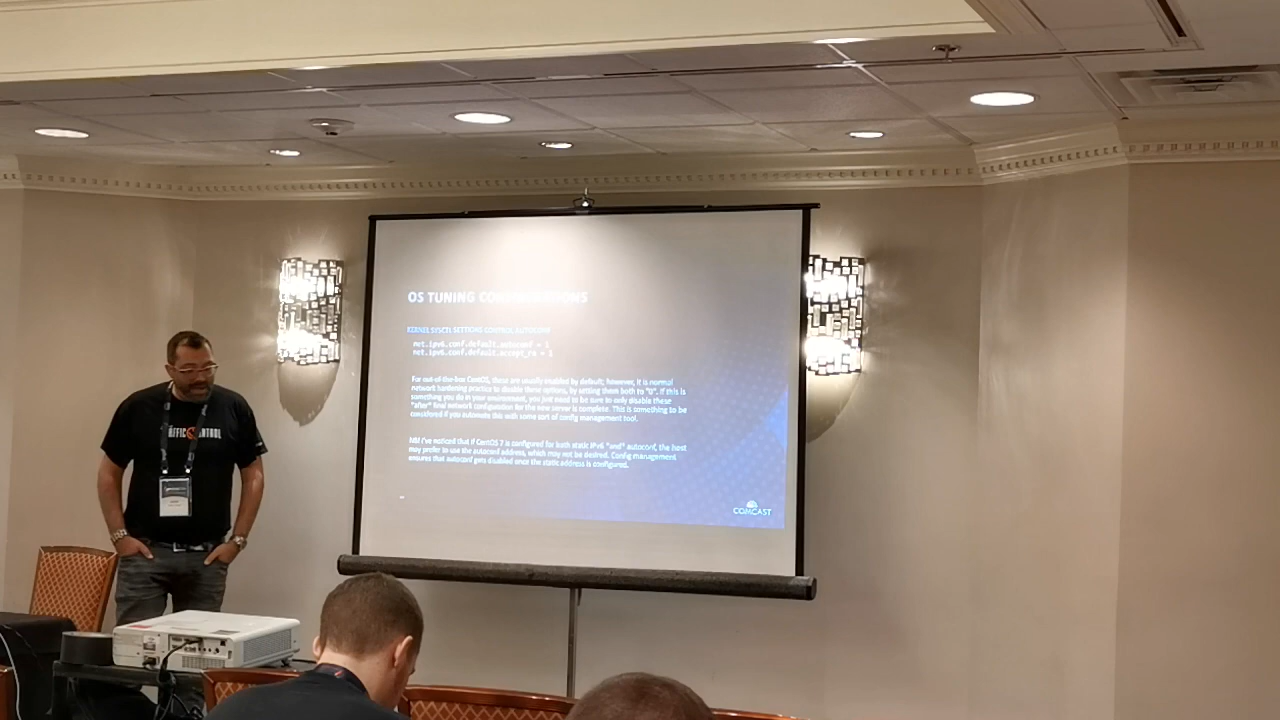 OS TUNING CONSIDERATIONS
KERNEL SYSCTL SETTINGS CONTROL AUTOCONF
net.ipv6.conf.default.autoconf = 1
net.ipv6.conf.default.accept_ra = 1
For out-of-the-box CentOS, these are usually enabled by default; however, it is normal
network hardening practice to disable these options, by setting them both to "0". If this is
something you do in your environment, you just need to be sure to only disable these
"after" final network configuration for the new server is complete. This is something to be
considered if you automate this with some sort of config management tool.
NB! I've noticed that if CentOS 7 is configured for both static IPv6 "and" autoconf, the host
may prefer to use the autoconf address, which may not be desired. Config management
ensures that autoconf gets disabled once the static address is configured.
COMCAST